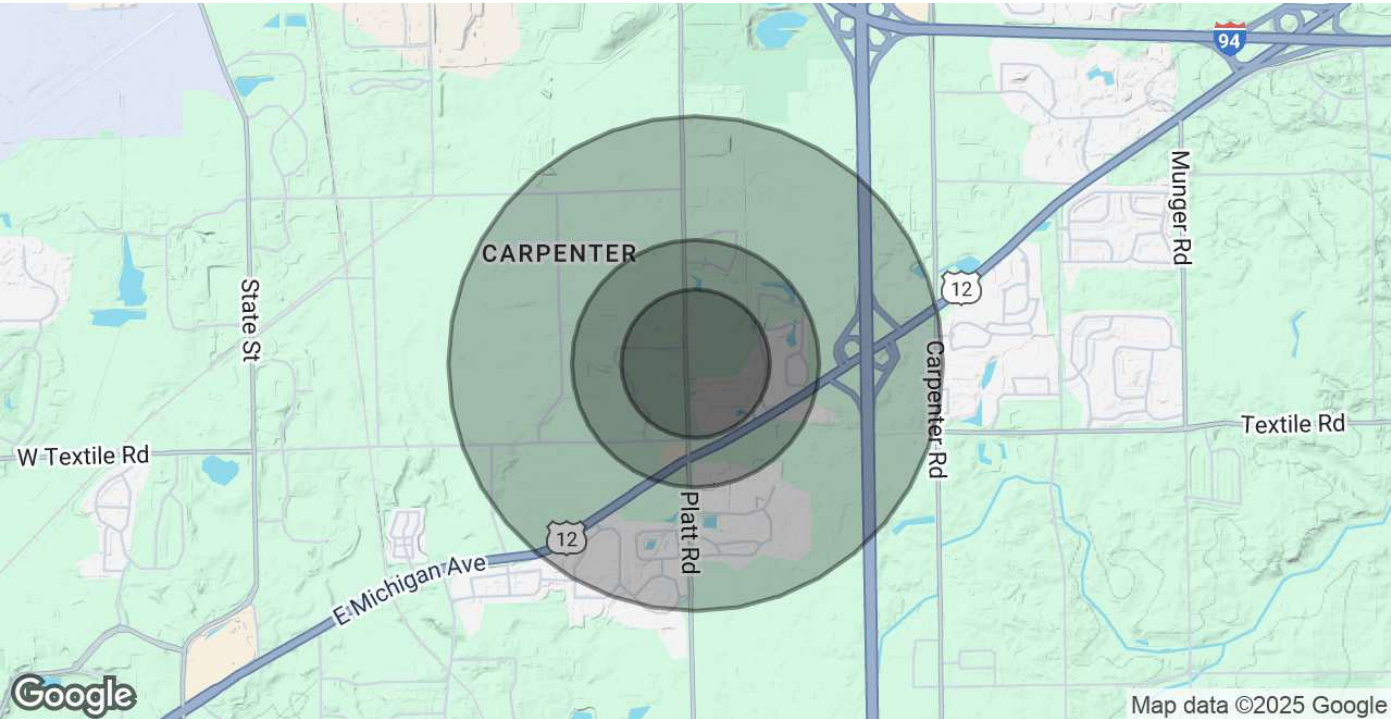 94
Munger Rd
CARPENTER
State St
12
Carpenter Rd
Textile Rd
W Textile Rd
Platt Rd
12
E Michigan Ave
Google
Map data ©2025 Google